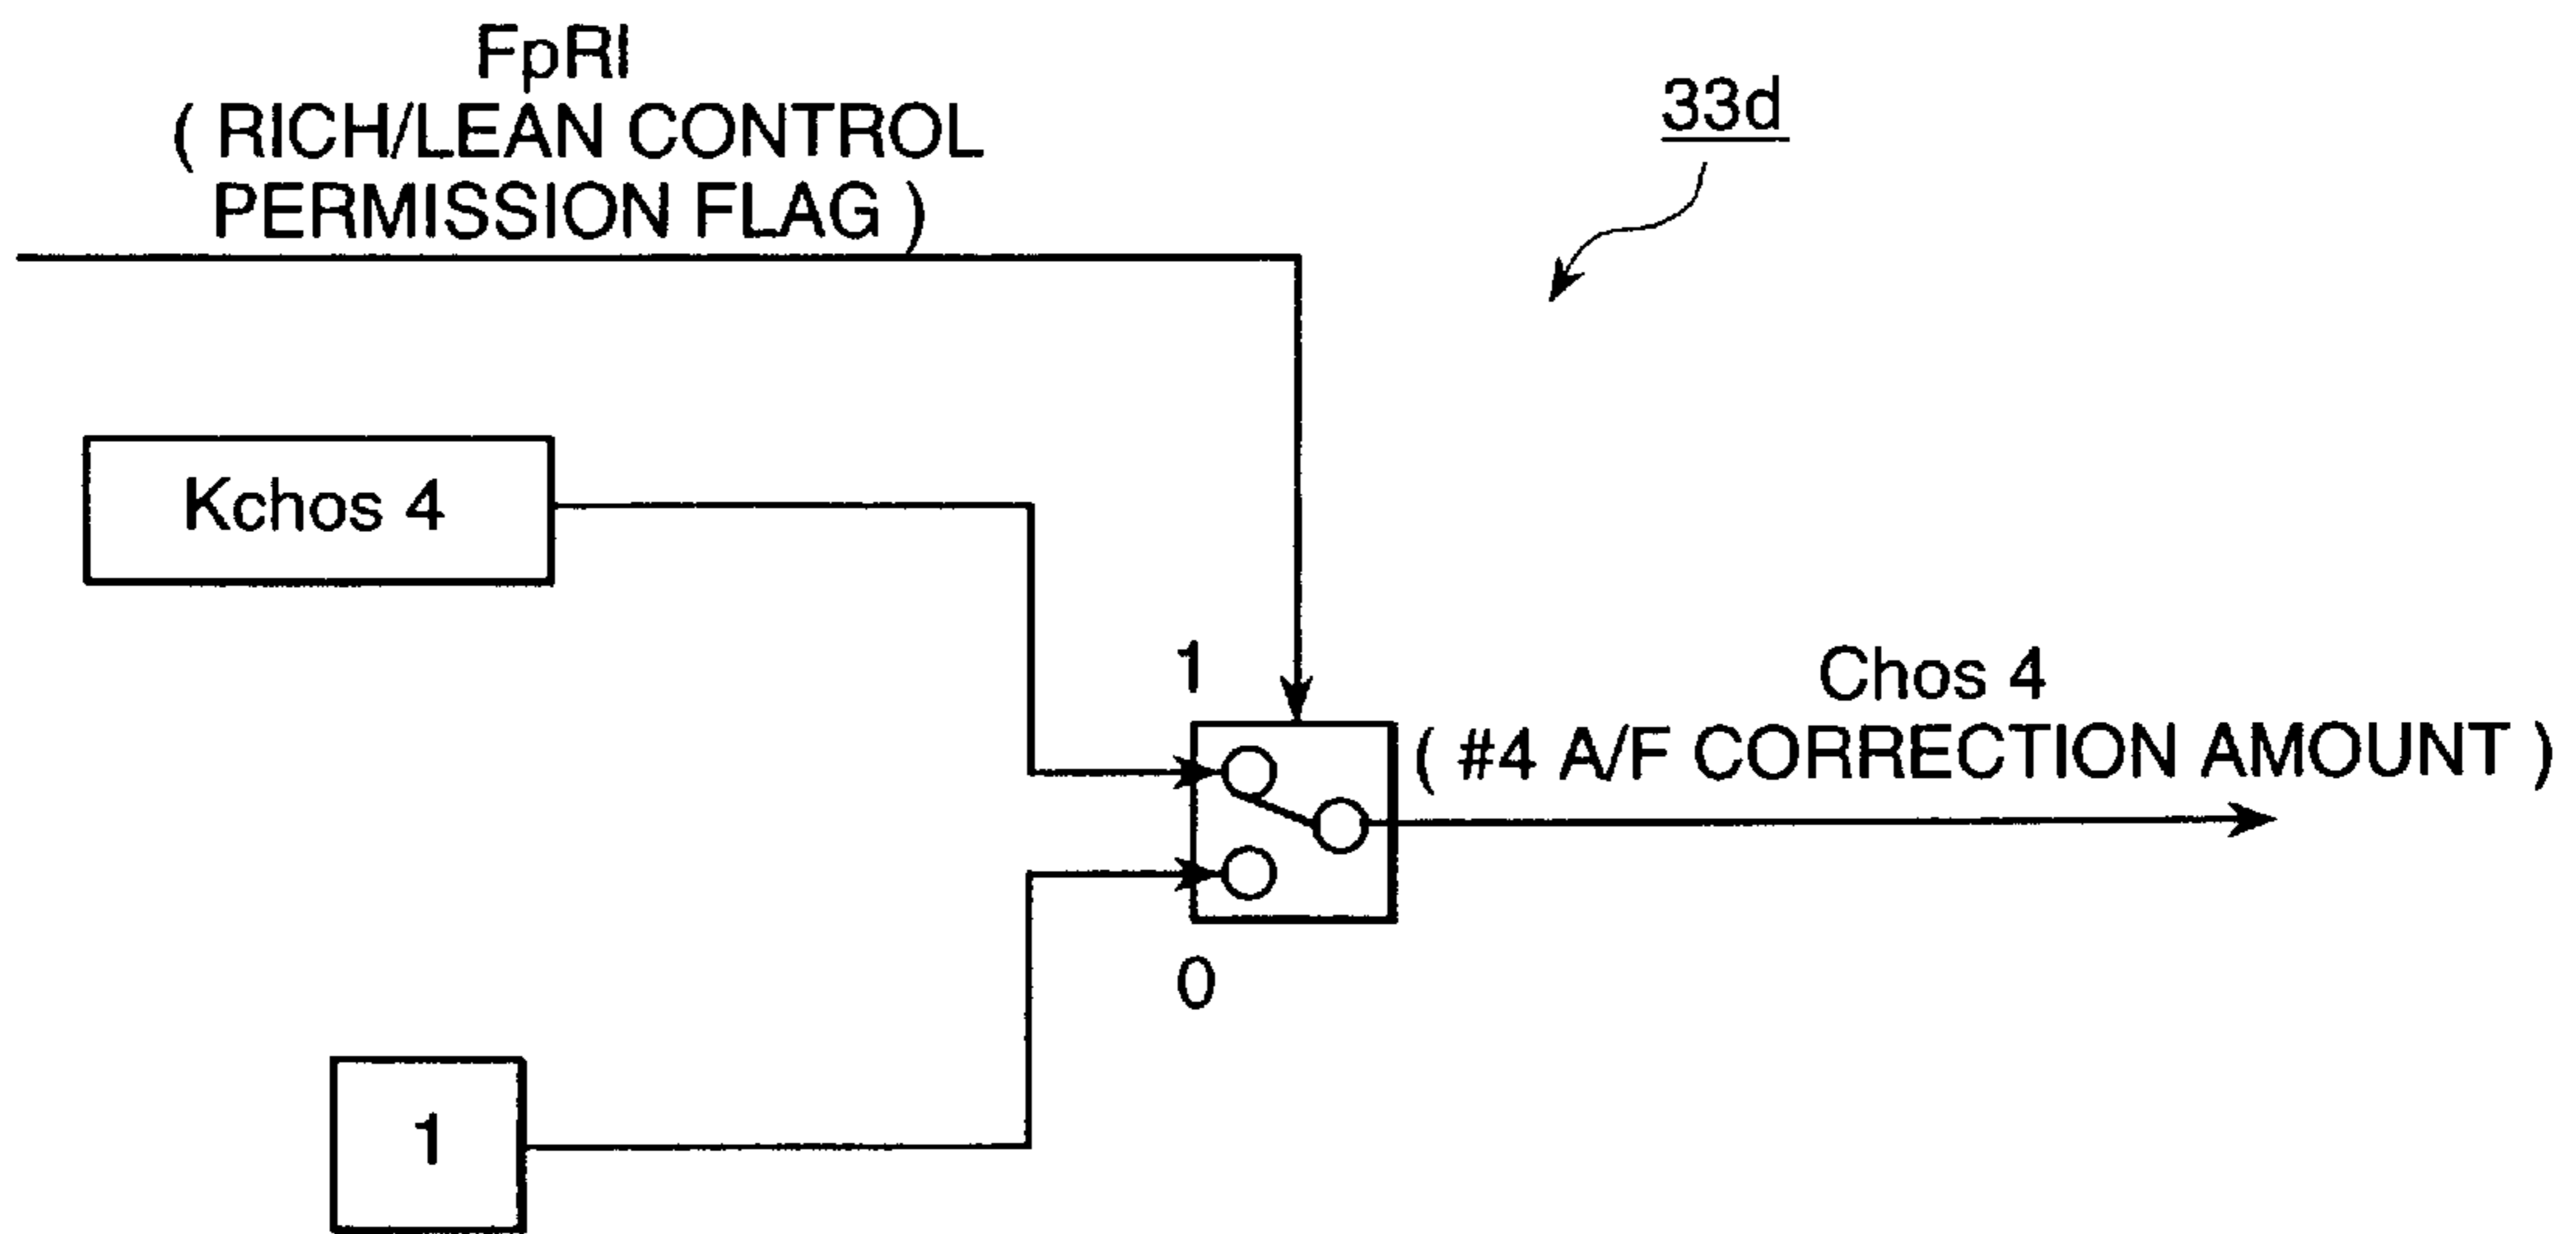 FpRl
( RICH/LEAN CONTROL
PERMISSION FLAG )
33d
Kchos 4
1
Chos 4
( #4 A/F CORRECTION AMOUNT )
0
1